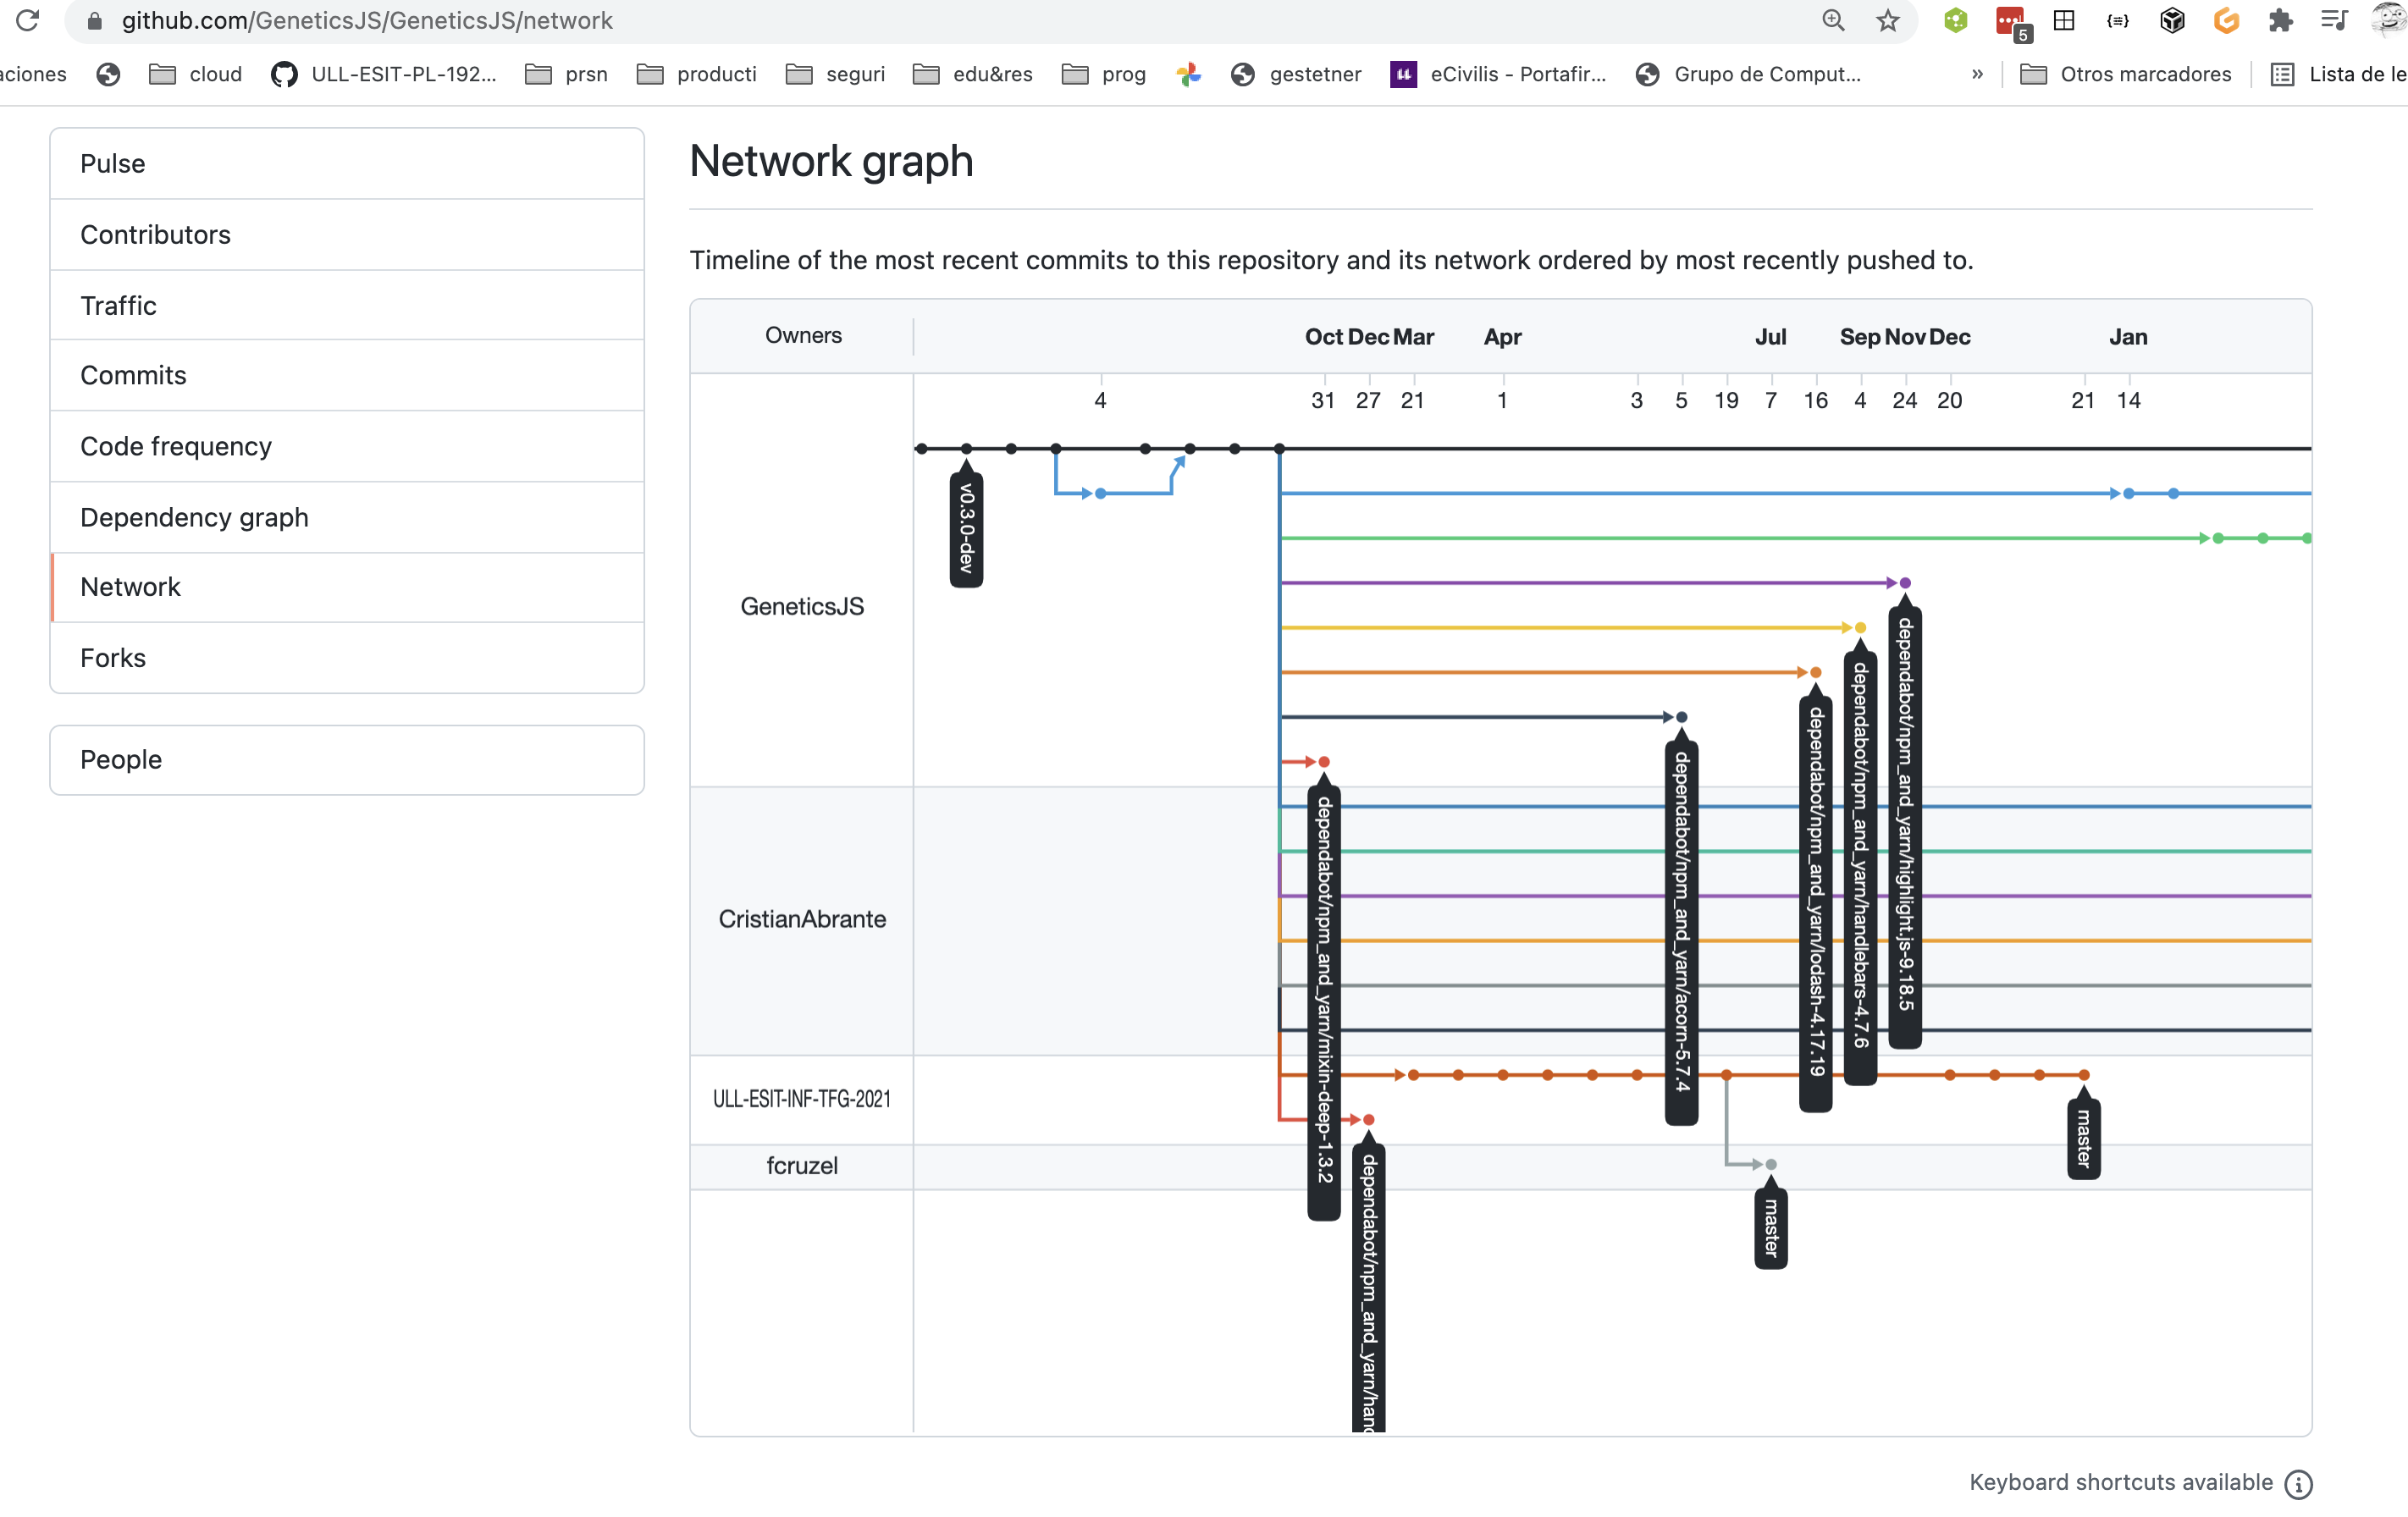 github.com/GeneticsJS/GeneticsJS/network
5
aciones
cloud
ULL-ESIT-PL-192...
prsn
producti
seguri
edu&res
prog
gestetner
eCivilis - Portafir...
Grupo de Comput...
»
Otros marcadores
Lista de le
Pulse
Contributors
Traffic
Commits
Code frequency
Dependency graph
Network
Forks
People
Network graph
Timeline of the most recent commits to this repository and its network ordered by most recently pushed to.
Owners
Oct Dec Mar Apr Jul Sep Nov Dec Jan
4 31 27 21 1 3 5 19 7 16 4 24 20 21 14
GeneticsJS
CristianAbrante
ULL-ESIT-INF-TFG-2021
fcruzel
v0.3.0-dev
dependabot/npm_and_yarn/mixin-deep-1.3.2
dependabot/npm_and_yarn/hand
dependabot/npm_and_yarn/acorn-5.7.4
master
dependabot/npm_and_yarn/lodash-4.17.19
dependabot/npm_and_yarn/handlebars-4.7.6
dependabot/npm_and_yarn/highlight.js-9.18.5
master
Keyboard shortcuts available